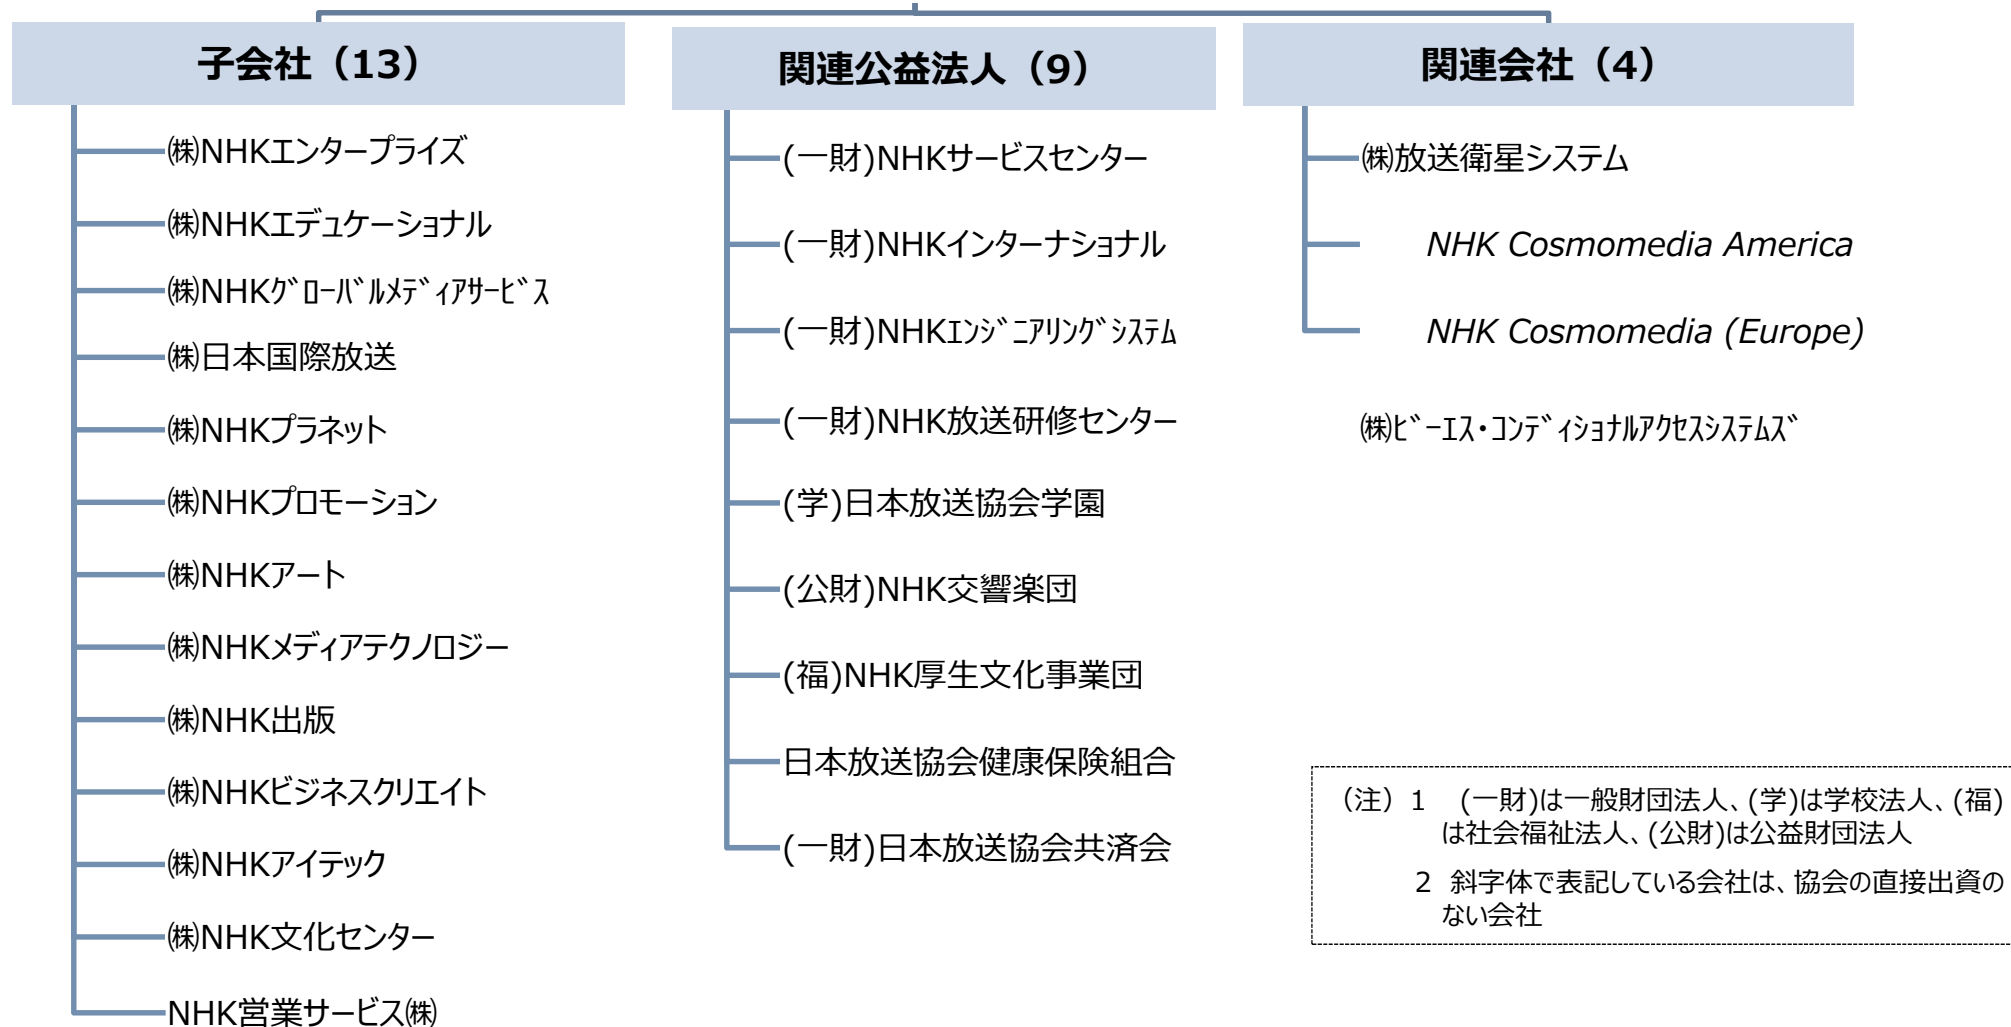 子会社（13）
㈱NHKエンタープライズ
㈱NHKエデュケーショナル
㈱NHKｸﾞﾛｰﾊﾞﾙﾒﾃﾞｨｱｻｰﾋﾞｽ
㈱日本国際放送
㈱NHKプラネット
㈱NHKプロモーション
㈱NHKアート
㈱NHKメディアテクノロジー
㈱NHK出版
㈱NHKビジネスクリエイト
㈱NHKアイテック
㈱NHK文化センター
NHK営業サービス㈱
関連公益法人（9）
(一財)NHKサービスセンター
(一財)NHKインターナショナル
(一財)NHKｴﾝｼﾞﾆｱﾘﾝｸﾞｼｽﾃﾑ
(一財)NHK放送研修センター
(学)日本放送協会学園
(公財)NHK交響楽団
(福)NHK厚生文化事業団
日本放送協会健康保険組合
(一財)日本放送協会共済会
関連会社（4）
㈱放送衛星システム
NHK Cosmomedia America
NHK Cosmomedia (Europe)
㈱ﾋﾞｰｴｽ･ｺﾝﾃﾞｨｼｮﾅﾙｱｸｾｽｼｽﾃﾑｽﾞ
（注）1　(一財)は一般財団法人、(学)は学校法人、(福)
は社会福祉法人、(公財)は公益財団法人
2 斜字体で表記している会社は、協会の直接出資の
ない会社